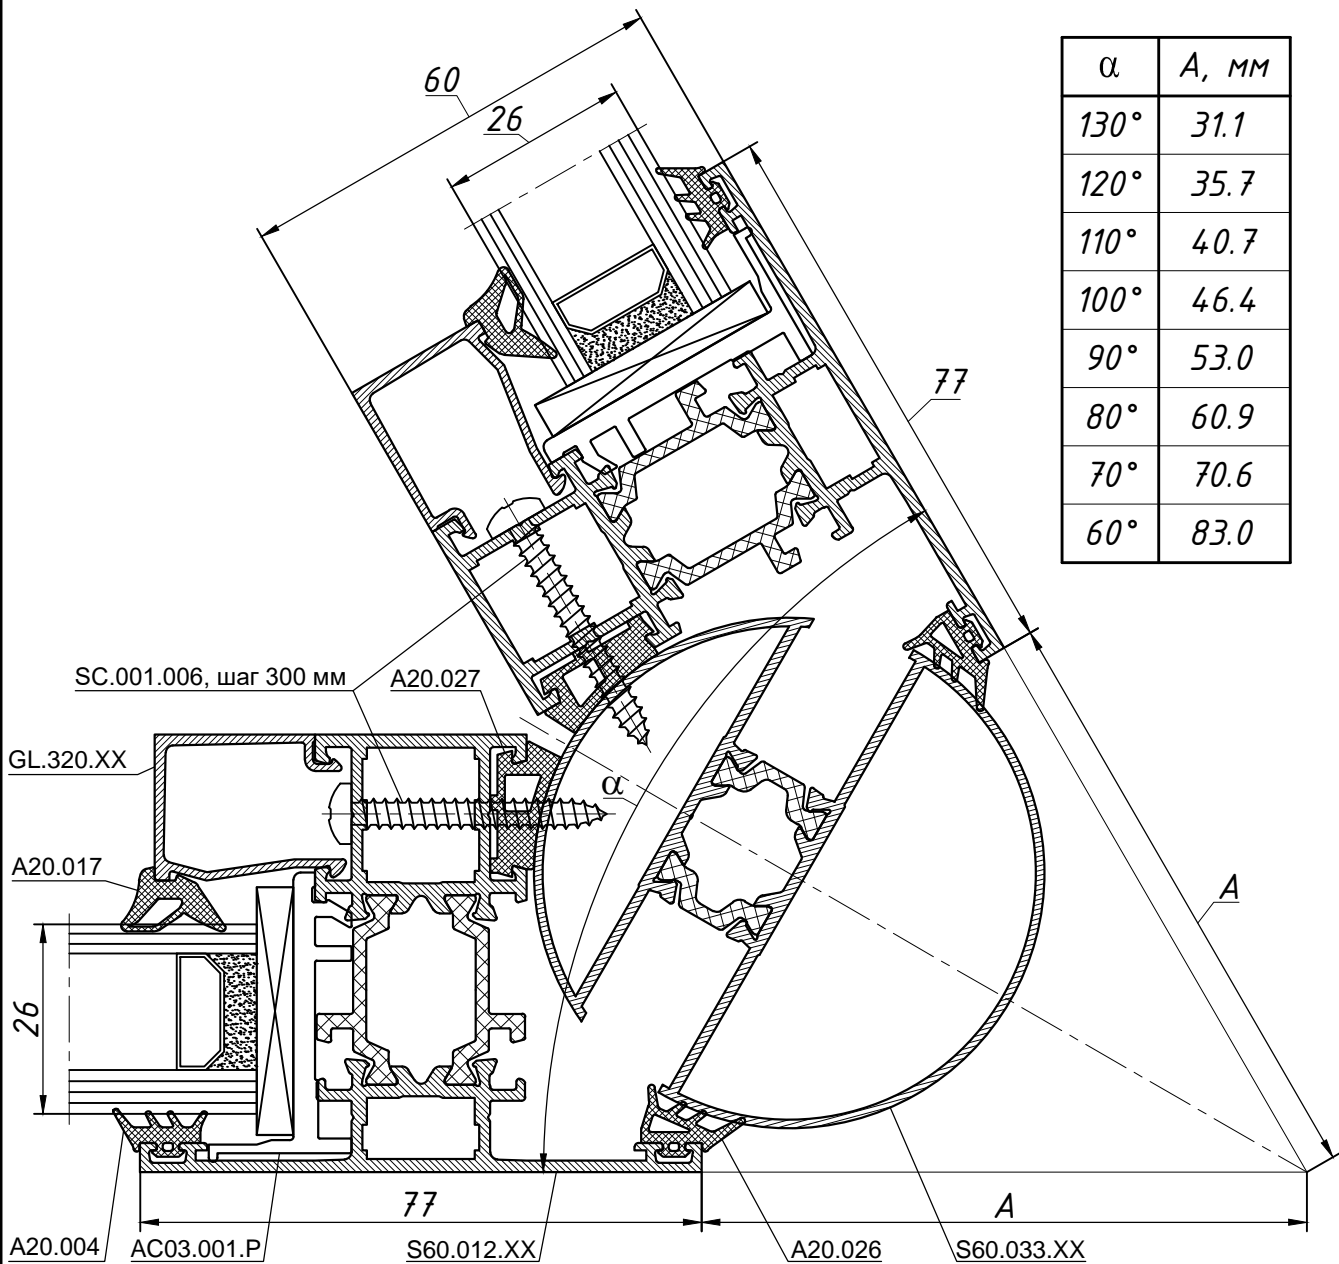 60
26
α A, мм
130° 31.1
120° 35.7
110° 40.7
100° 46.4
90° 53.0
80° 60.9
70° 70.6
60° 83.0
77
SC.001.006, шаг 300 мм
A20.027
GL.320.XX
α
A20.017
A
26
77
A
A20.004
AC03.001.P
S60.012.XX
A20.026
S60.033.XX